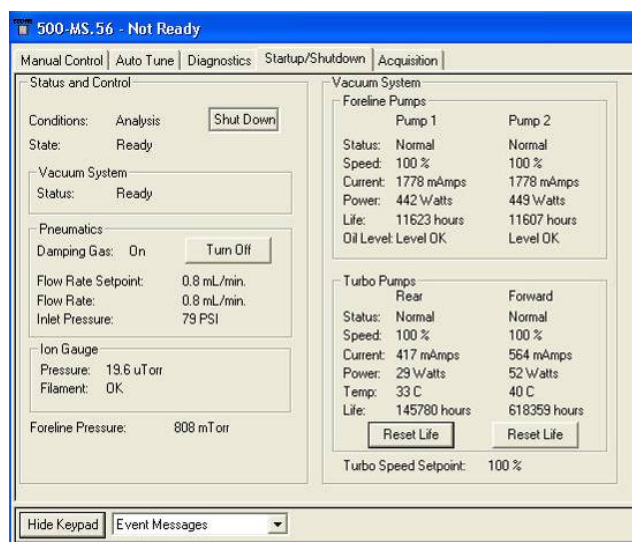 500-MS.56 - Not Ready
Manual Control Auto Tune Diagnostics Startup/Shutdown Acquisition
Status and Control
Conditions: Analysis Shut Down
State: Ready
Vacuum System
Status: Ready
Pneumatics
Damping Gas: On Turn Off
Flow Rate Setpoint: 0.8 mL/min.
Flow Rate: 0.8 mL/min.
Inlet Pressure: 79 PSI
Ion Gauge
Pressure: 19.6 uTorr
Filament: OK
Foreline Pressure: 808 mTorr
Vacuum System
Foreline Pumps
Pump 1 Pump 2
Status: Normal Normal
Speed: 100 % 100 %
Current: 1778 mAmps 1778 mAmps
Power: 442 Watts 449 Watts
Life: 11623 hours 11607 hours
Oil Level: Level OK Level OK
Turbo Pumps
Rear Forward
Status: Normal Normal
Speed: 100 % 100 %
Current: 417 mAmps 564 mAmps
Power: 29 Watts 52 Watts
Temp: 33 C 40 C
Life: 145780 hours 618359 hours
Reset Life Reset Life
Turbo Speed Setpoint: 100 %
Hide Keypad Event Messages